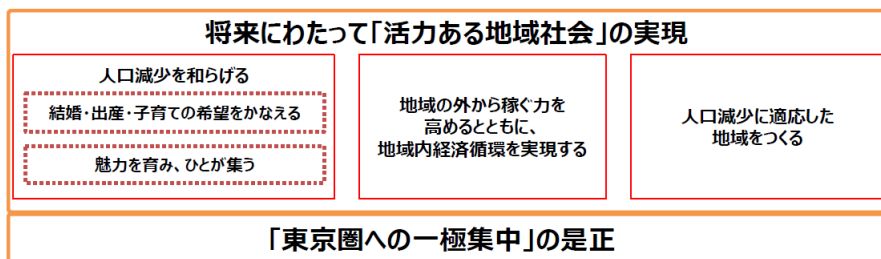 将来にわたって「活力ある地域社会」の実現
人口減少を和らげる
結婚・出産・子育ての希望をかなえる
魅力を育み、ひとが集う
地域の外から稼ぐ力を
高めるとともに、
地域内経済循環を実現する
人口減少に適応した
地域をつくる
「東京圏への一極集中」の是正